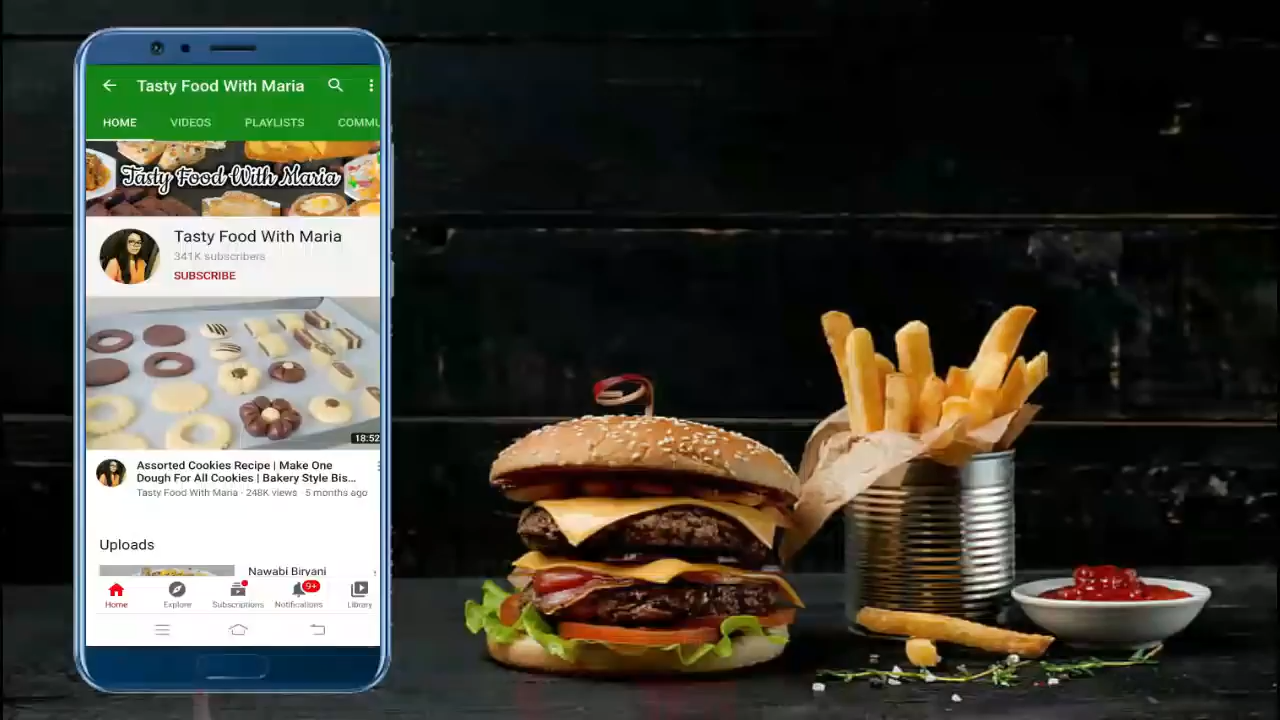 Tasty Food With Maria
HOME VIDEOS PLAYLISTS COMMU
Tasty Food With Maria
Tasty Food With Maria
341K subscribers
SUBSCRIBE
18:52
Assorted Cookies Recipe | Make One
Dough For All Cookies | Bakery Style Bis...
Tasty Food With Maria · 248K views · 5 months ago
Uploads
Nawabi Biryani
9+
Home Explore Subscriptions Notifications Library